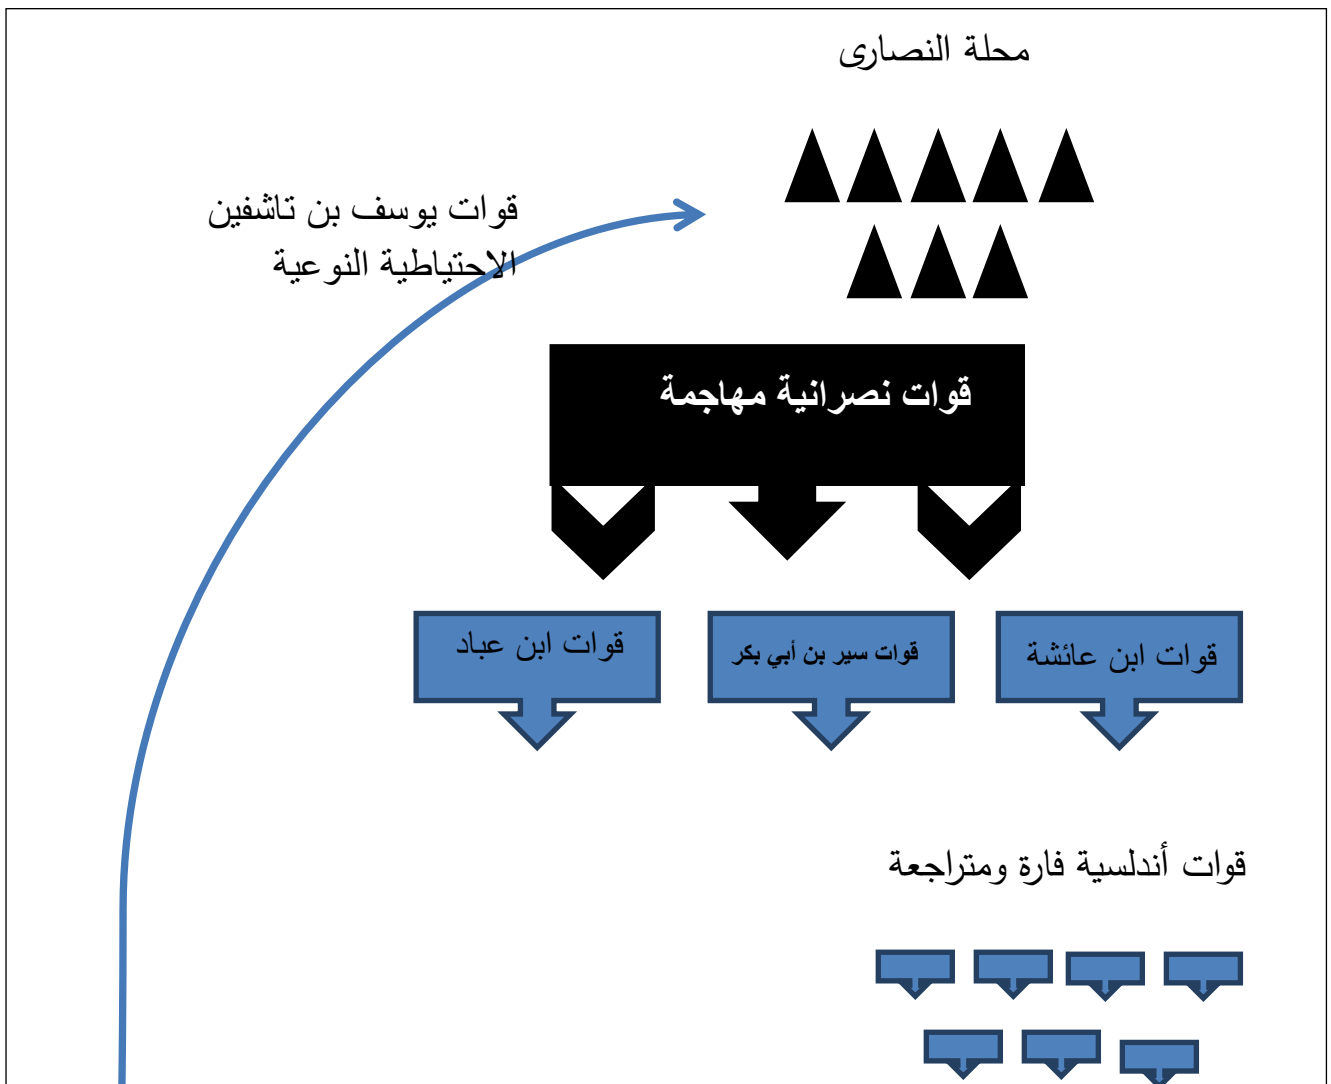 محلة النصارى
قوات يوسف بن تاشفين
الاحتياطية النوعية
قوات نصرانية مهاجمة
قوات ابن عائشة
قوات سير بن أبي بكر
قوات ابن عباد
قوات أندلسية فارة ومتراجعة